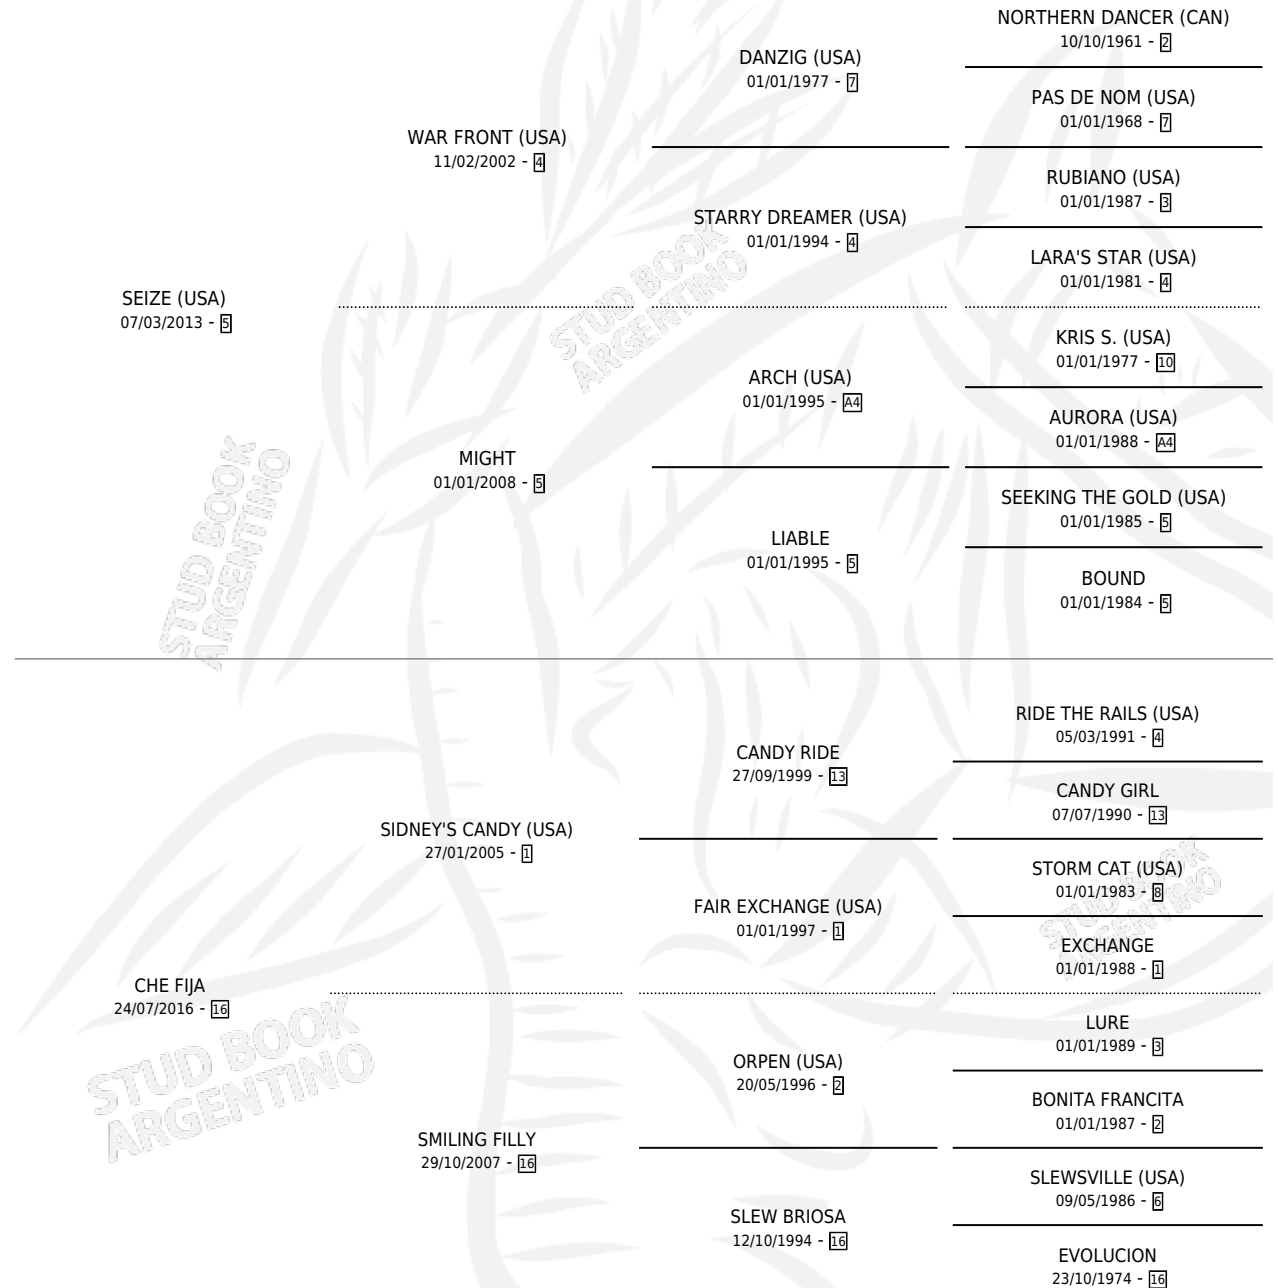 NORTHERN DANCER (CAN)
10/10/1961 - 2
DANZIG (USA)
01/01/1977 - 7
PAS DE NOM (USA)
01/01/1968 - 7
WAR FRONT (USA)
11/02/2002 - 4
RUBIANO (USA)
01/01/1987 - 3
STARRY DREAMER (USA)
01/01/1994 - 4
LARA'S STAR (USA)
01/01/1981 - 4
SEIZE (USA)
07/03/2013 - 5
KRIS S. (USA)
01/01/1977 - 10
ARCH (USA)
01/01/1995 - A4
AURORA (USA)
01/01/1988 - A4
MIGHT
01/01/2008 - 5
SEEKING THE GOLD (USA)
01/01/1985 - 5
LIABLE
01/01/1995 - 5
BOUND
01/01/1984 - 5
RIDE THE RAILS (USA)
05/03/1991 - 4
CANDY RIDE
27/09/1999 - 13
CANDY GIRL
07/07/1990 - 13
SIDNEY'S CANDY (USA)
27/01/2005 - 1
STORM CAT (USA)
01/01/1983 - 8
FAIR EXCHANGE (USA)
01/01/1997 - 1
EXCHANGE
01/01/1988 - 1
CHE FIJA
24/07/2016 - 16
LURE
01/01/1989 - 3
ORPEN (USA)
20/05/1996 - 2
BONITA FRANCITA
01/01/1987 - 2
SMILING FILLY
29/10/2007 - 16
SLEWSVILLE (USA)
09/05/1986 - 6
SLEW BRIOSA
12/10/1994 - 16
EVOLUCION
23/10/1974 - 16
STUD BOOK
ARGENTINO
STUD BOOK
ARGENTINO
STUD BOOK
ARGENTINO
STUD BOOK
ARGENTINO